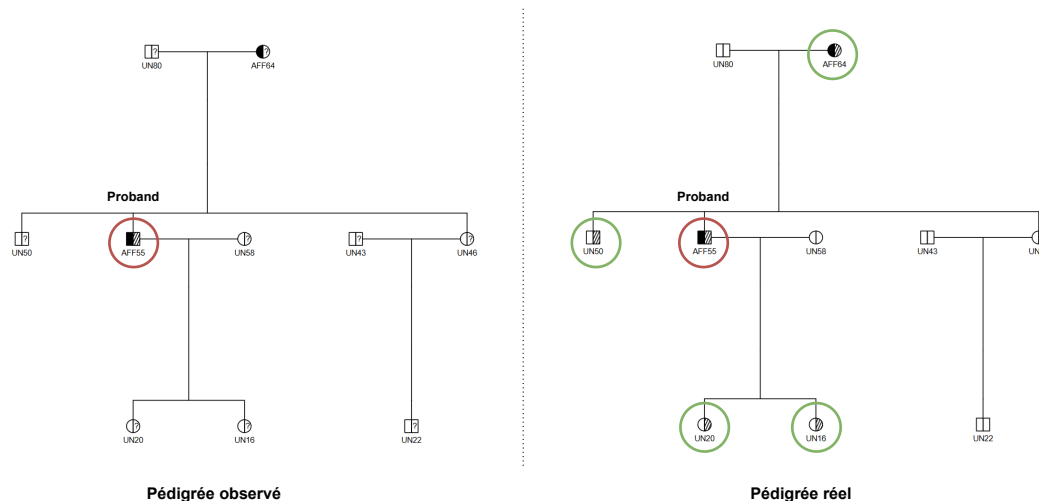 ? ?
UN80 AFF64
Proband
? ? ? ?
UN50 AFF55 UN58 UN43 UN46
? ? ?
UN20 UN16 UN22
Pédigrée observé
UN80 AFF64
Proband
UN50 AFF55 UN58 UN43 UN
UN20 UN16 UN22
Pédigrée réel